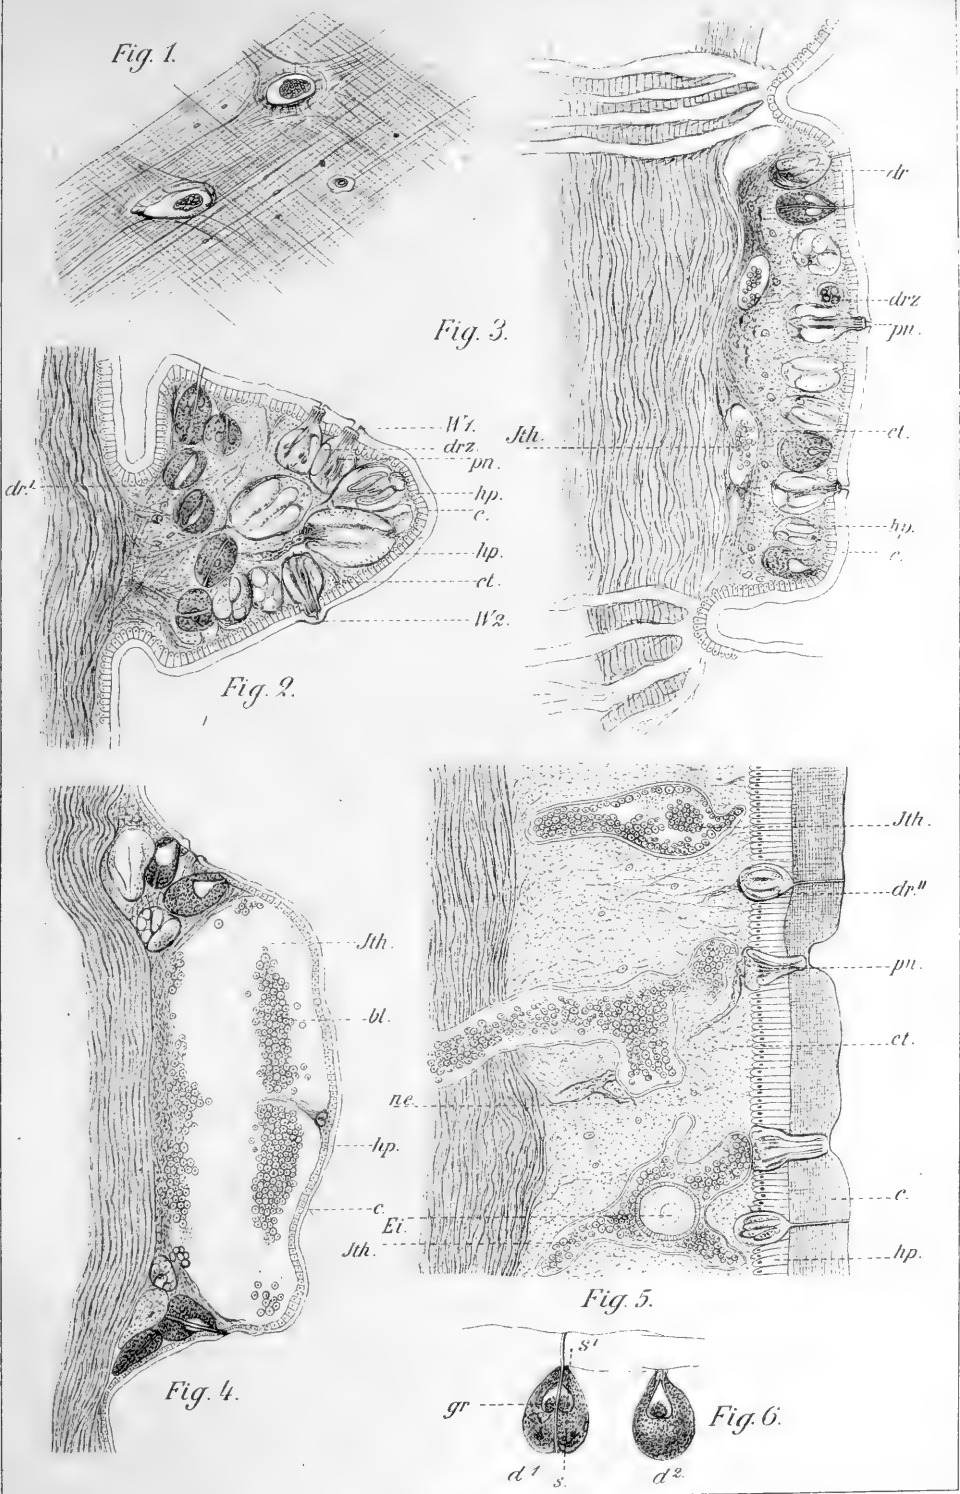 Fig. 1.
dr
drz
pn.
Fig. 3.
Jth.
ct.
hp.
c.
W1.
drz.
pn.
hp.
c.
hp.
ct.
W2.
dr.'
Fig. 2.
Jth.
bl.
hp.
c.
Fig. 4.
Jth.
dr."
pn.
ct.
ne.
c.
Ei.
Jth.
hp.
Fig. 5.
s'
gr
Fig. 6.
d1
s.
d2.